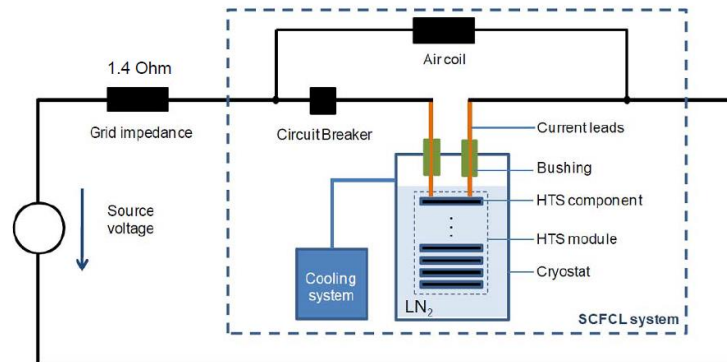 1.4 Ohm
Grid impedance
Air coil
Circuit Breaker
Current leads
Bushing
Source
voltage
HTS component
HTS module
Cooling
system
Cryostat
LN₂
SCFCL system